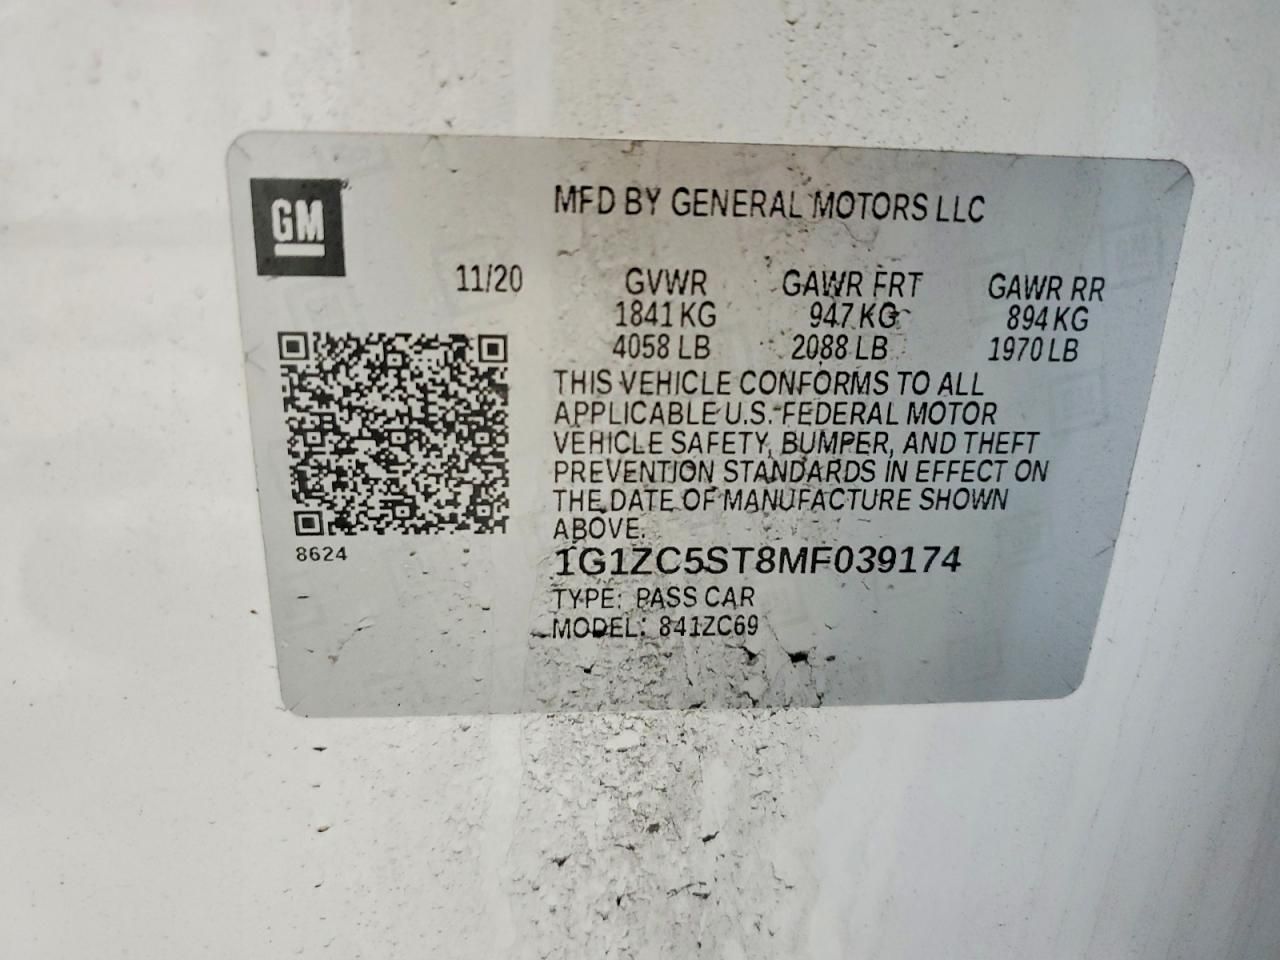 GM
MFD BY GENERAL MOTORS LLC
11/20 GVWR GAWR FRT GAWR RR
1841 KG 947 KG 894 KG
4058 LB 2088 LB 1970 LB
THIS VEHICLE CONFORMS TO ALL
APPLICABLE U.S. FEDERAL MOTOR
VEHICLE SAFETY, BUMPER, AND THEFT
PREVENTION STANDARDS IN EFFECT ON
THE DATE OF MANUFACTURE SHOWN
ABOVE.
8624
1G1ZC5ST8MF039174
TYPE: PASS CAR
MODEL: 841ZC69